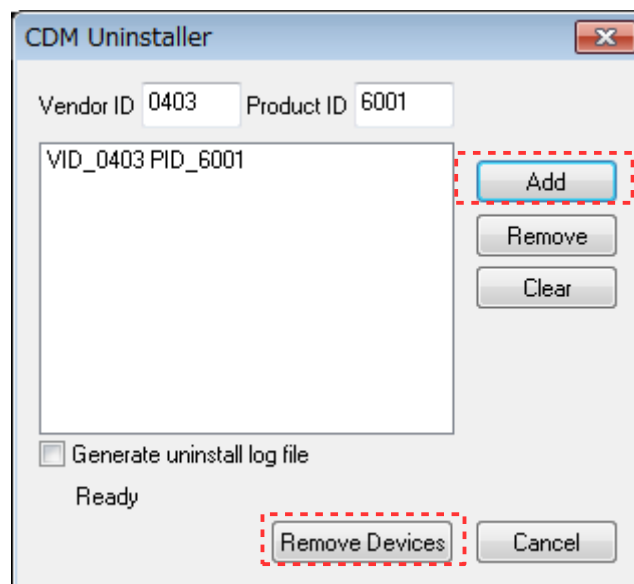 CDM Uninstaller
Vendor ID 0403 Product ID 6001
VID_0403 PID_6001
Add
Remove
Clear
Generate uninstall log file
Ready
Remove Devices Cancel